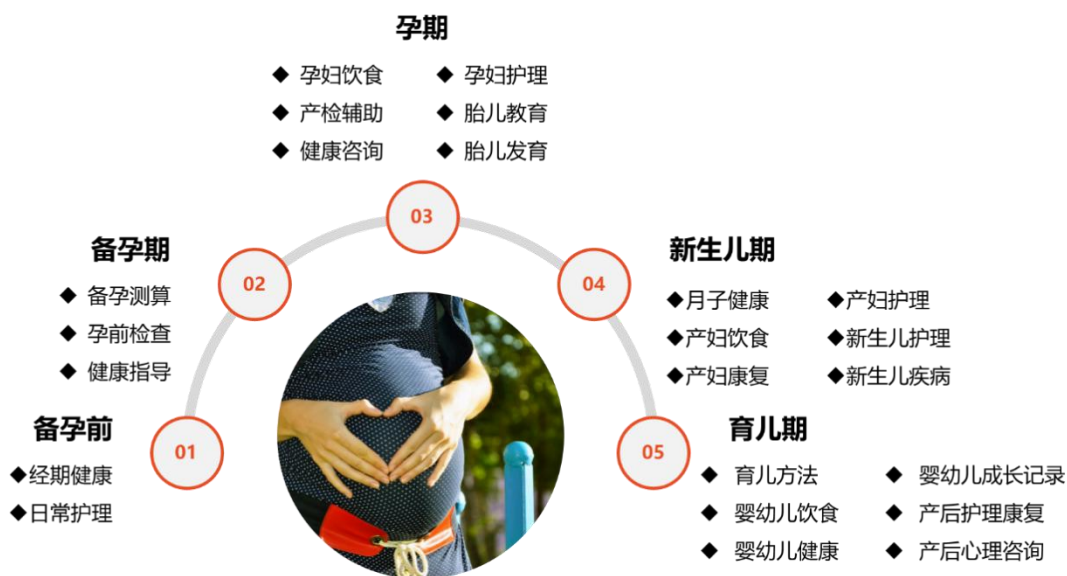 孕期
◆ 孕妇饮食 ◆ 孕妇护理
◆ 产检辅助 ◆ 胎儿教育
◆ 健康咨询 ◆ 胎儿发育
03
备孕期
02
◆ 备孕测算
◆ 孕前检查
◆ 健康指导
新生儿期
04
◆月子健康 ◆产妇护理
◆产妇饮食 ◆新生儿护理
◆产妇康复 ◆新生儿疾病
备孕前
01
◆经期健康
◆日常护理
育儿期
05
◆ 育儿方法 ◆ 婴幼儿成长记录
◆ 婴幼儿饮食 ◆ 产后护理康复
◆ 婴幼儿健康 ◆ 产后心理咨询